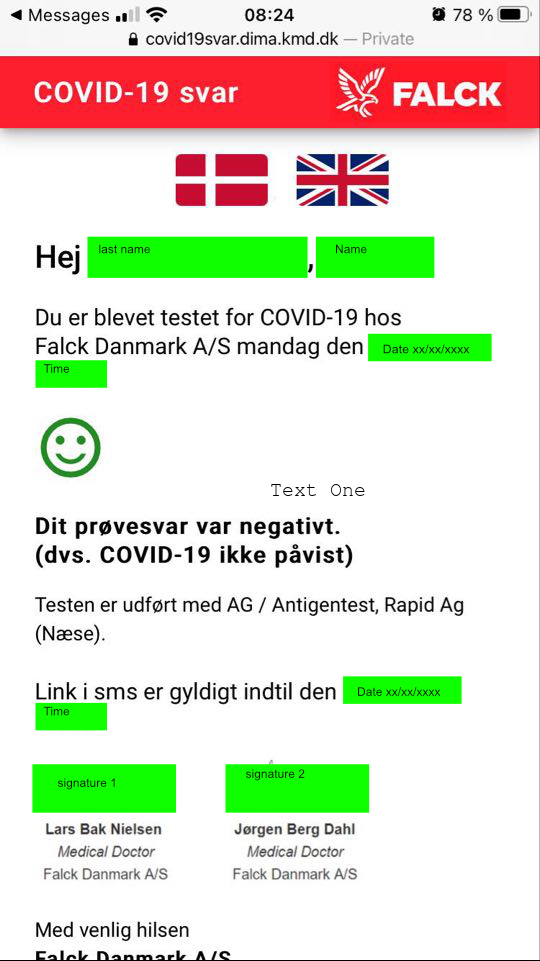 Messages 08:24 78 %
covid19svar.dima.kmd.dk — Private
COVID-19 svar FALCK
Hej last name, Name
Du er blevet testet for COVID-19 hos
Falck Danmark A/S mandag den Date xx/xx/xxxx
Time
Text One
Dit prøvesvar var negativt.
(dvs. COVID-19 ikke påvist)
Testen er udført med AG / Antigentest, Rapid Ag
(Næse).
Link i sms er gyldigt indtil den Date xx/xx/xxxx
Time
signature 1 signature 2
Lars Bak Nielsen Jørgen Berg Dahl
Medical Doctor Medical Doctor
Falck Danmark A/S Falck Danmark A/S
Med venlig hilsen
Falck Danmark A/S